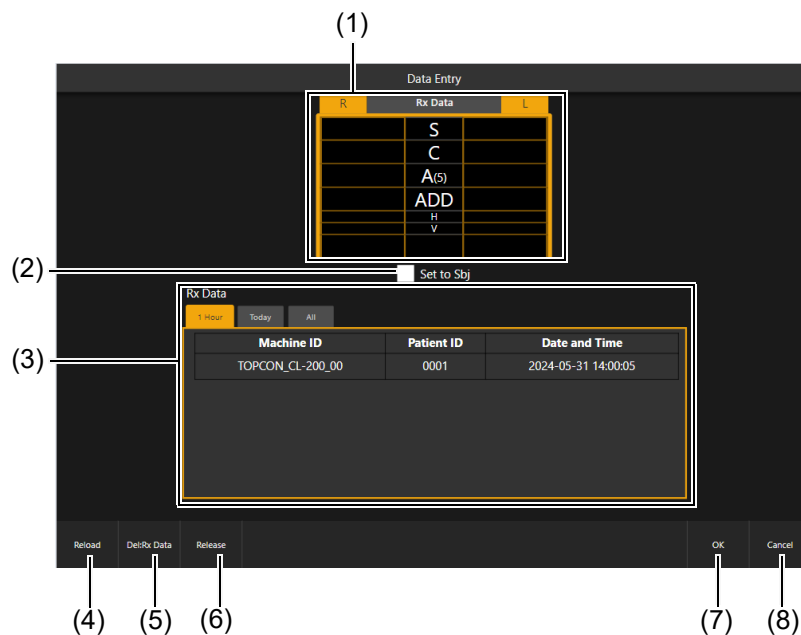 (1)
Data Entry
R Rx Data L
S
C
A(5)
ADD
H
V
(2) Set to Sbj
Rx Data
1 Hour Today All
Machine ID Patient ID Date and Time
(3) TOPCON_CL-200_00 0001 2024-05-31 14:00:05
Reload Del:Rx Data Release OK Cancel
(4) (5) (6) (7) (8)